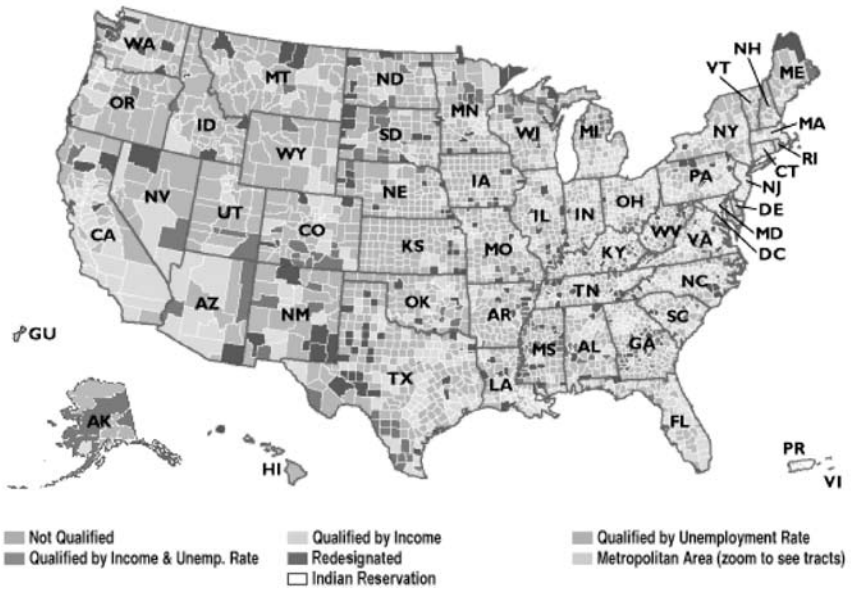 WA
MT
ND
MN
OR
ID
SD
WY
WI
MI
NH
VT
ME
NY
MA
RI
CT
NJ
PA
DE
MD
DC
NV
UT
CO
NE
IA
IL
IN
OH
WV
VA
CA
KS
MO
KY
AZ
NM
OK
AR
TN
NC
SC
GU
TX
LA
MS
AL
GA
FL
AK
HI
PR
VI
Not Qualified
Qualified by Income
Qualified by Unemployment Rate
Qualified by Income & Unemp. Rate
Redesignated
Metropolitan Area (zoom to see tracts)
Indian Reservation